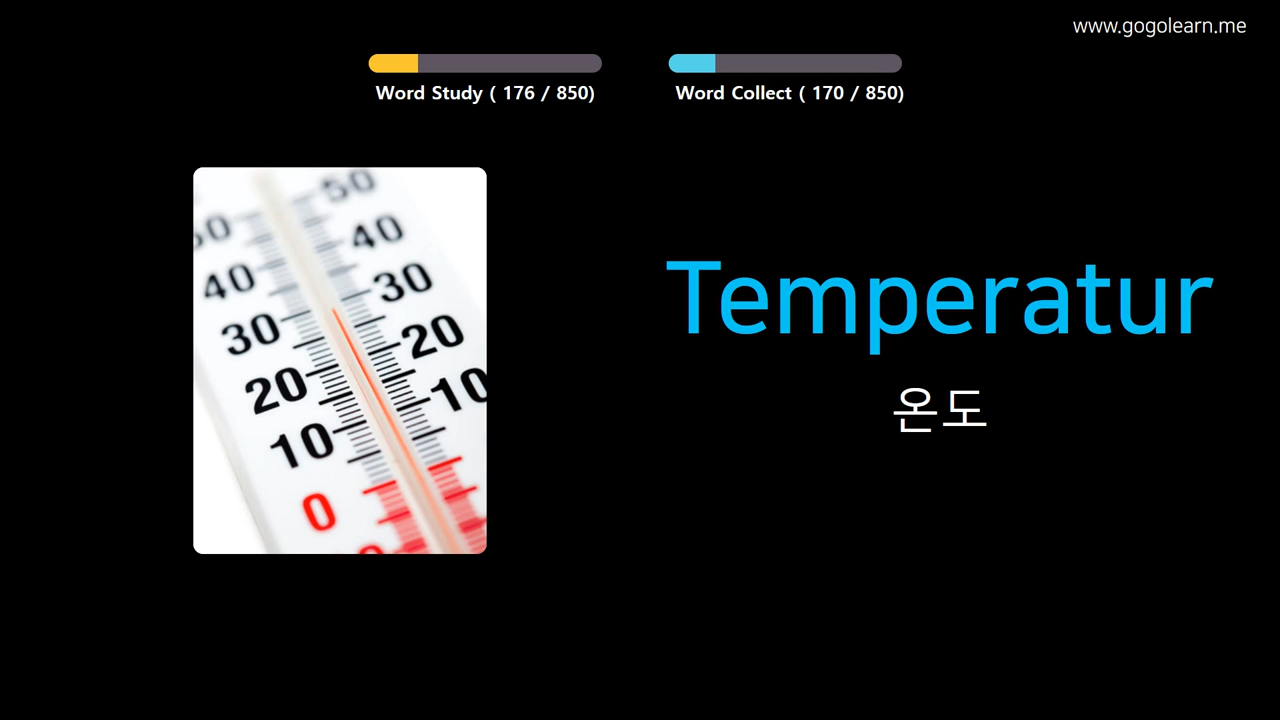 www.gogolearn.me
Word Study ( 176 / 850)
Word Collect ( 170 / 850)
50
50
40
40
30
30
20
20
10
10
0
Temperatur
온도